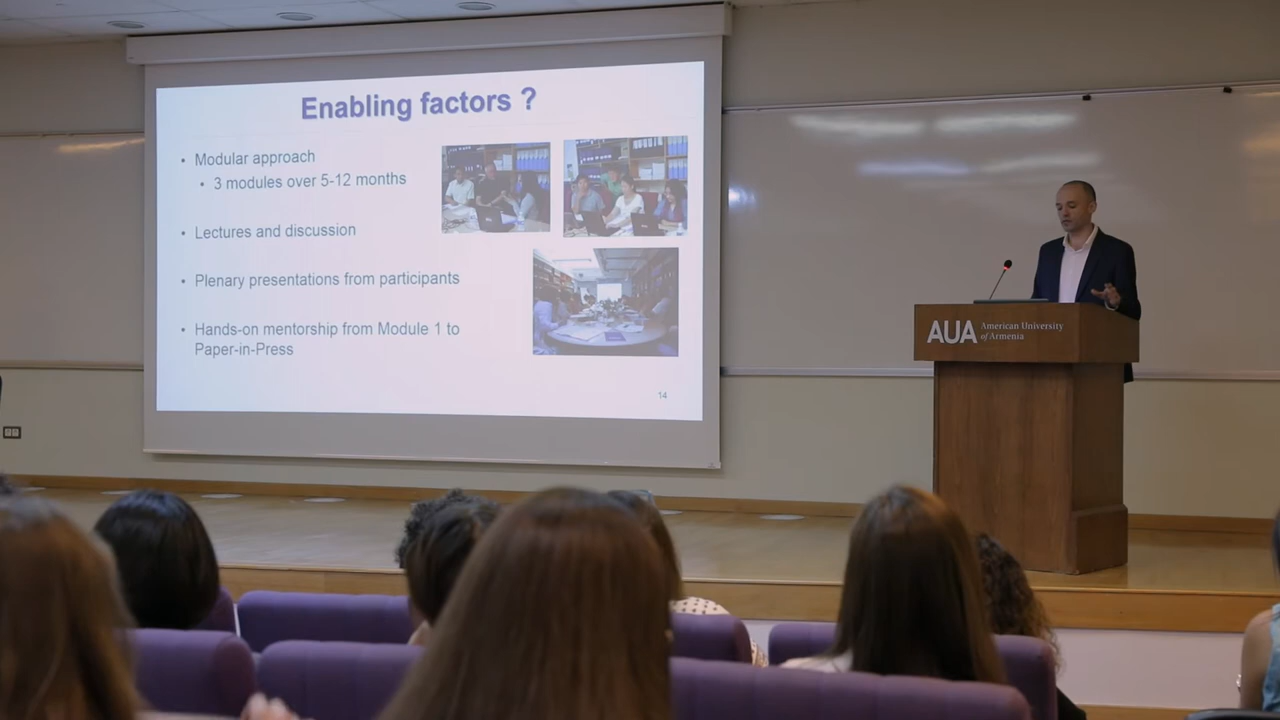 Enabling factors ?
• Modular approach
• 3 modules over 5-12 months
• Lectures and discussion
• Plenary presentations from participants
• Hands-on mentorship from Module 1 to
Paper-in-Press
14
AUA American University
of Armenia